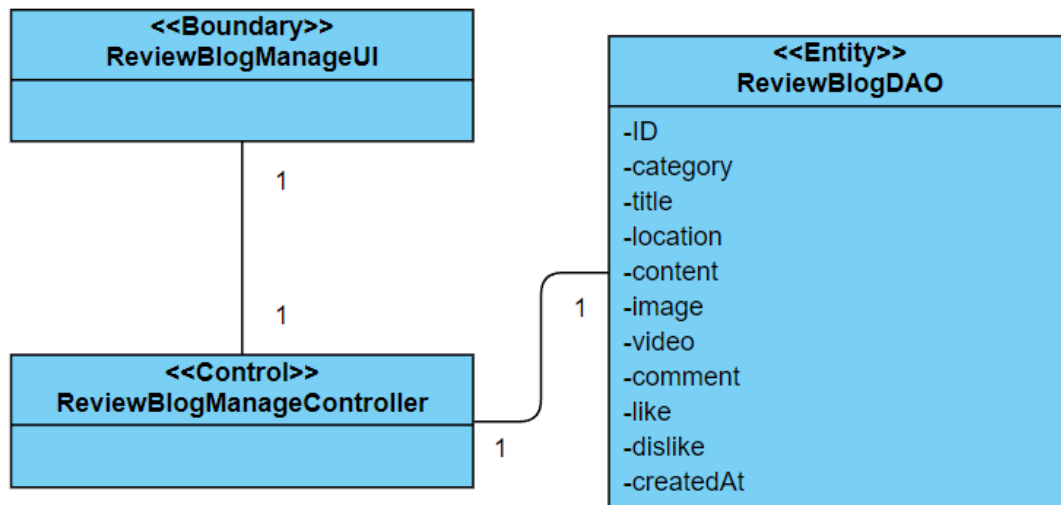 <<Boundary>>
ReviewBlogManageUI
1
1
<<Control>>
ReviewBlogManageController
1
1
<<Entity>>
ReviewBlogDAO
-ID
-category
-title
-location
-content
-image
-video
-comment
-like
-dislike
-createdAt